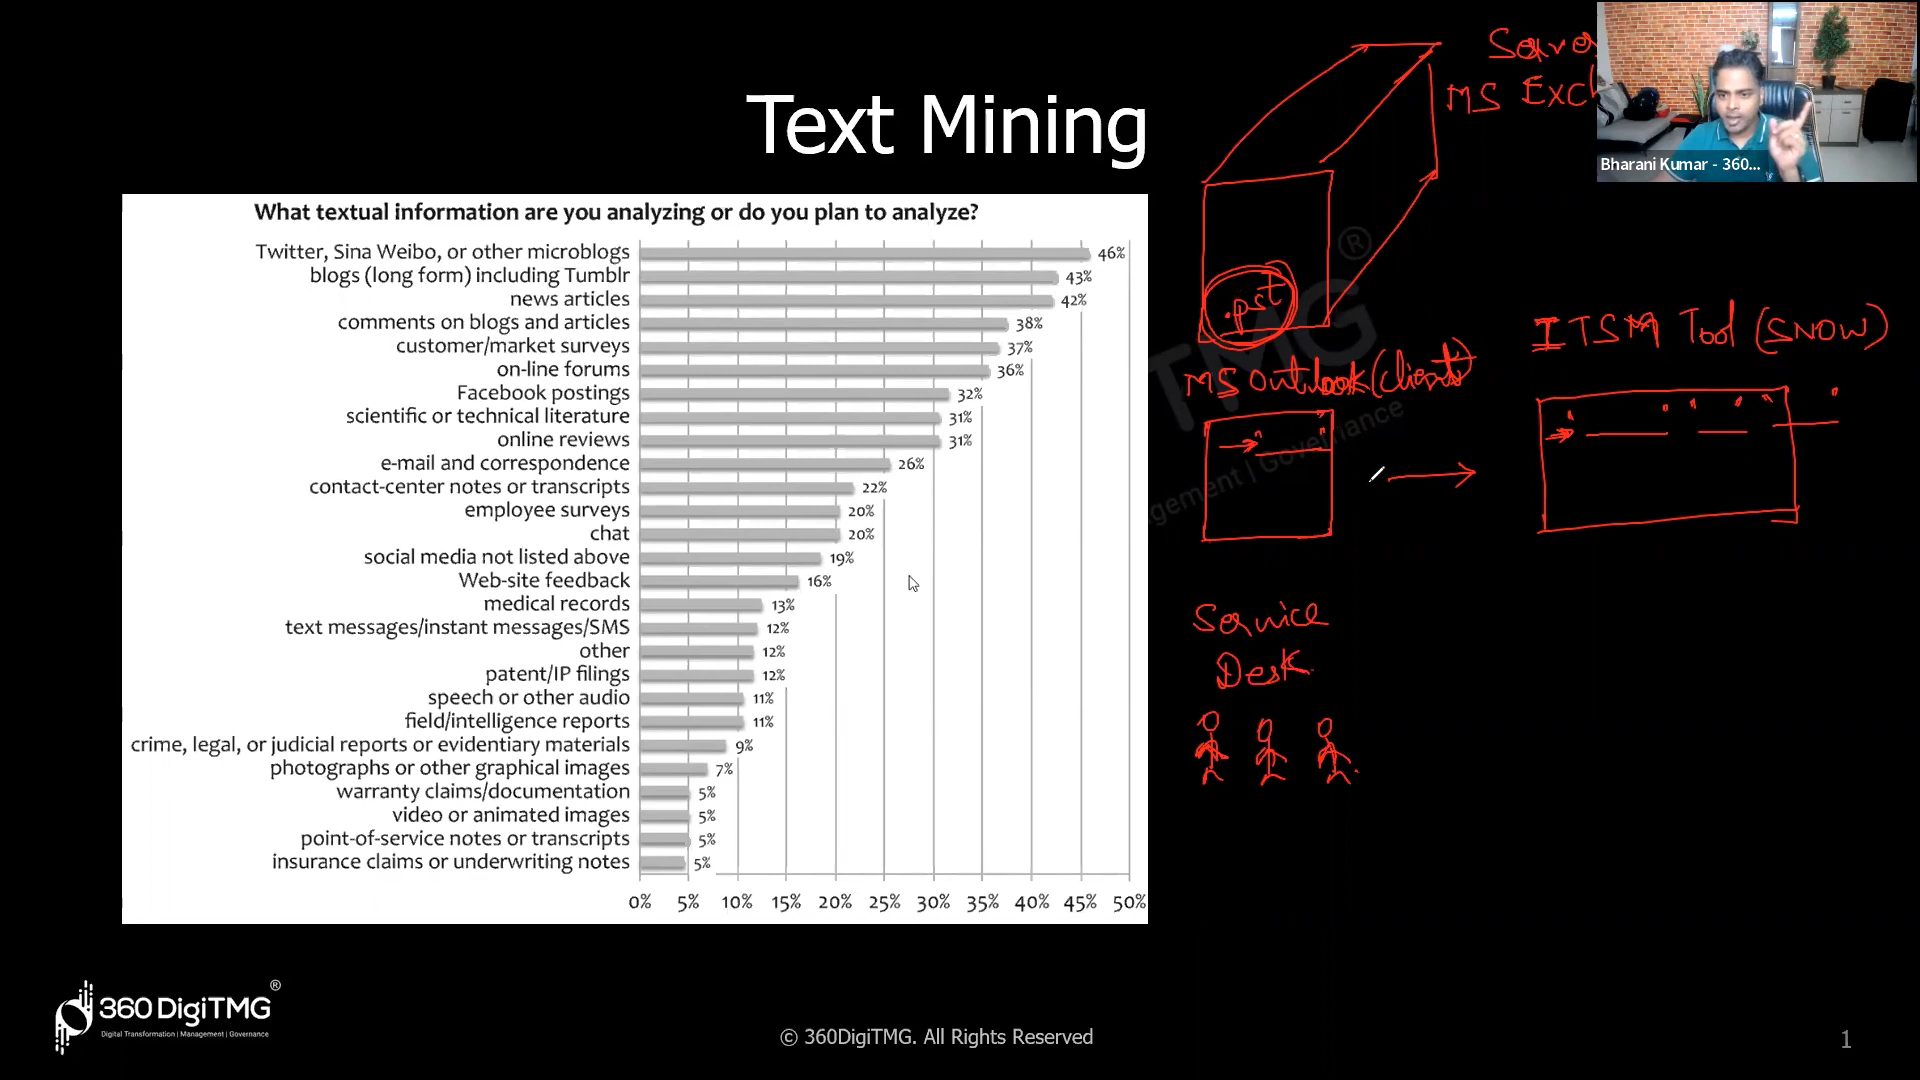 Text Mining
What textual information are you analyzing or do you plan to analyze?
Twitter, Sina Weibo, or other microblogs 46%
blogs (long form) including Tumblr 43%
news articles 42%
comments on blogs and articles 38%
customer/market surveys 37%
on-line forums 36%
Facebook postings 32%
scientific or technical literature 31%
online reviews 31%
e-mail and correspondence 26%
contact-center notes or transcripts 22%
employee surveys 20%
chat 20%
social media not listed above 19%
Web-site feedback 16%
medical records 13%
text messages/instant messages/SMS 12%
other 12%
patent/IP filings 12%
speech or other audio 11%
field/intelligence reports 11%
crime, legal, or judicial reports or evidentiary materials 9%
photographs or other graphical images 7%
warranty claims/documentation 5%
video or animated images 5%
point-of-service notes or transcripts 5%
insurance claims or underwriting notes 5%
0% 5% 10% 15% 20% 25% 30% 35% 40% 45% 50%
MS Exc
Bharani Kumar - 360...
.pst
MS Outlook (client)
ITSM Tool (SNOW)
Service
Desk
TMG ®
agement | Governance
360DigiTMG ®
Digital Transformation | Management | Governance
© 360DigiTMG. All Rights Reserved
1